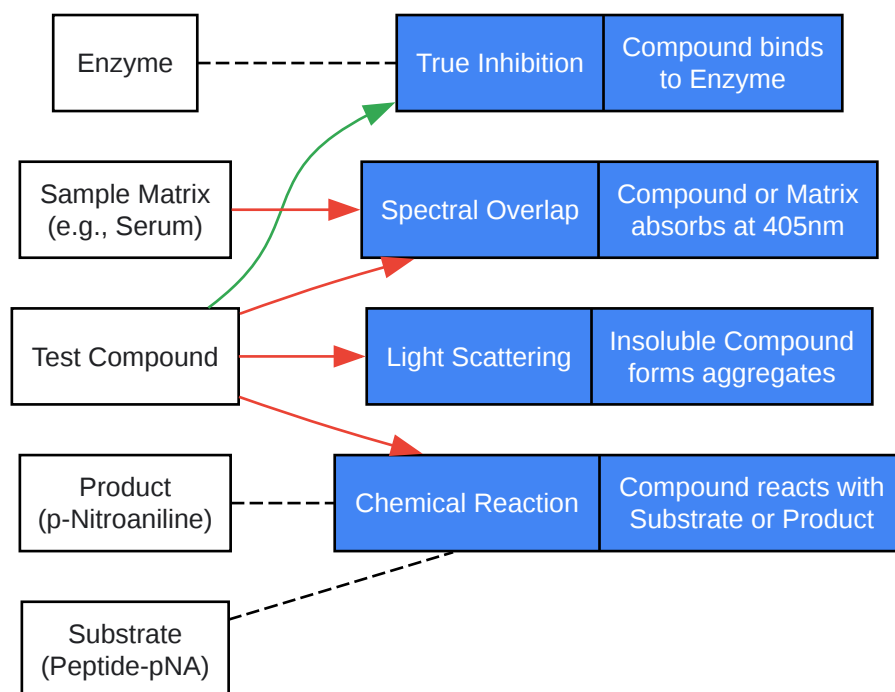 Enzyme
True Inhibition
Compound binds
to Enzyme
Sample Matrix
(e.g., Serum)
Spectral Overlap
Compound or Matrix
absorbs at 405nm
Test Compound
Light Scattering
Insoluble Compound
forms aggregates
Product
(p-Nitroaniline)
Chemical Reaction
Compound reacts with
Substrate or Product
Substrate
(Peptide-pNA)